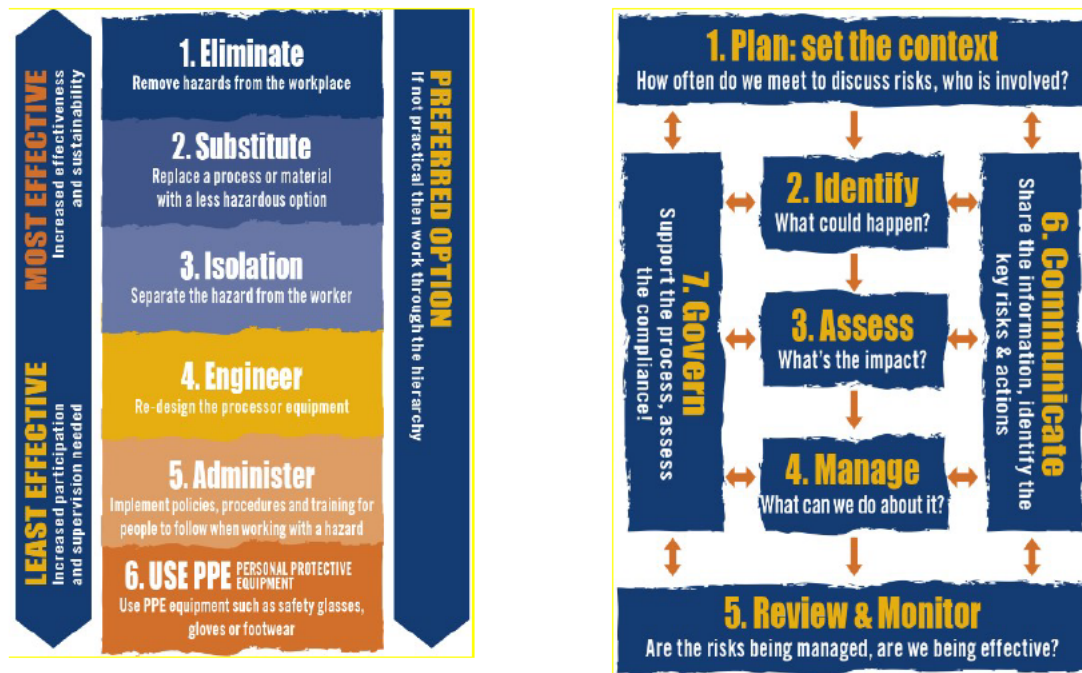 MOST EFFECTIVE
Increased effectiveness
and sustainability
LEAST EFFECTIVE
Increased participation
and supervision needed
1. Eliminate
Remove hazards from the workplace
2. Substitute
Replace a process or material
with a less hazardous option
3. Isolation
Separate the hazard from the worker
4. Engineer
Re-design the processor equipment
5. Administer
Implement policies, procedures and training for
people to follow when working with a hazard
6. USE PPE PERSONAL PROTECTIVE
EQUIPMENT
Use PPE equipment such as safety glasses,
gloves or footwear
PREFERRED OPTION
If not practical then work through the hierarchy
1. Plan: set the context
How often do we meet to discuss risks, who is involved?
2. Identify
What could happen?
3. Assess
What's the impact?
4. Manage
What can we do about it?
5. Review & Monitor
Are the risks being managed, are we being effective?
6. Communicate
Share the information, identify the
key risks & actions
7. Govern
Support the process, assess
the compliance!